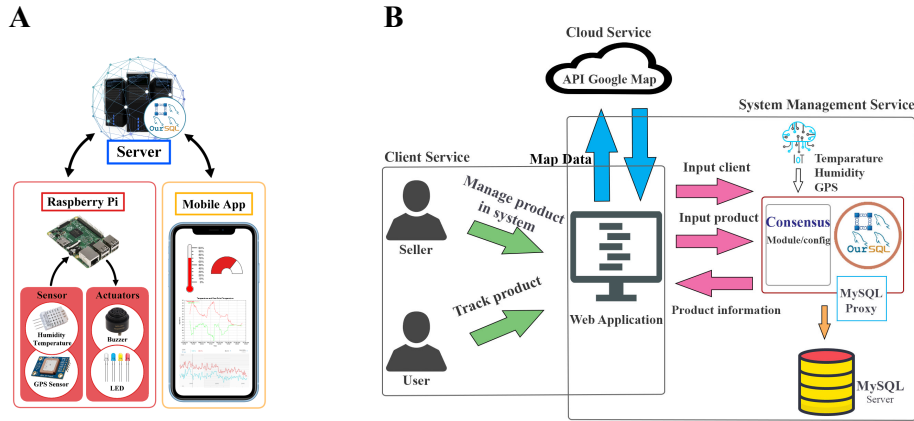 A
OurSQL
Server
Raspberry Pi
Mobile App
Sensor
Actuators
Humidity
Temperature
Buzzer
GPS Sensor
LED
B
Cloud Service
API Google Map
System Management Service
Client Service
Map Data
Manage product
in system
Seller
Track product
User
Web Application
Input client
Input product
Product information
IoT
Temparature
Humidity
GPS
Consensus
Module/config
OurSQL
MySQL
Proxy
MySQL
Server